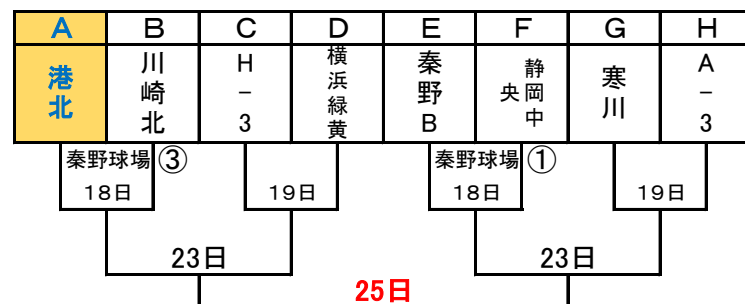 A B C D E F G H
港北 川崎北 H-3 横浜緑黄 秦野B 静岡中央 寒川 A-3
秦野球場 ③ 秦野球場 ①
18日 19日 18日 19日
23日 23日
25日